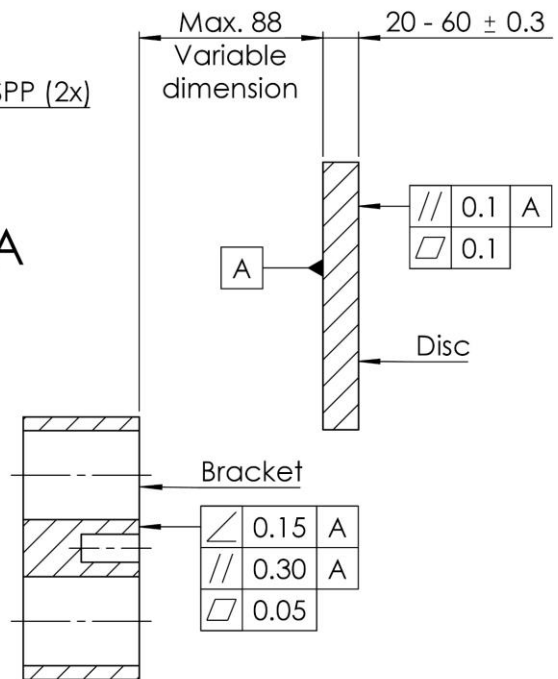 Max. 88
Variable
dimension
20 - 60 ± 0.3
SPP (2x)
A
// 0.1 A
⏥ 0.1
A
Disc
Bracket
∠ 0.15 A
// 0.30 A
⏥ 0.05